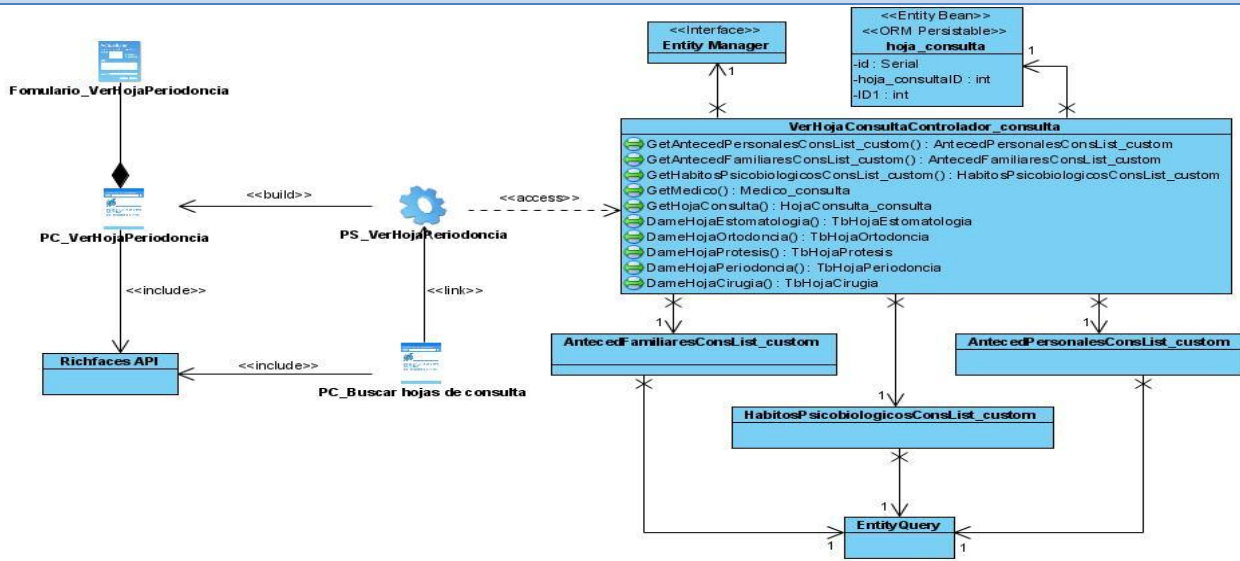 Fomulario_VerHojaPeriodoncia
PC_VerHojaPeriodoncia
<<build>>
PS_VerHojaPeriodoncia
<<access>>
<<include>>
<<link>>
Richfaces API
<<include>>
PC_Buscar hojas de consulta
<<Interface>>
Entity Manager
1
<<Entity Bean>>
<<ORM Persistable>>
hoja_consulta
-id : Serial
-hoja_consultaID : int
-ID1 : int
1
VerHojaConsultaControlador_consulta
GetAntecedPersonalesConsList_custom() : AntecedPersonalesConsList_custom
GetAntecedFamiliaresConsList_custom() : AntecedFamiliaresConsList_custom
GetHabitosPsicobiologicosConsList_custom() : HabitosPsicobiologicosConsList_custom
GetMedico() : Medico_consulta
GetHojaConsulta() : HojaConsulta_consulta
DameHojaEstomatologia() : TbHojaEstomatologia
DameHojaOrtodoncia() : TbHojaOrtodoncia
DameHojaProtesis() : TbHojaProtesis
DameHojaPeriodoncia() : TbHojaPeriodoncia
DameHojaCirugia() : TbHojaCirugia
1
1
AntecedFamiliaresConsList_custom
AntecedPersonalesConsList_custom
1
HabitosPsicobiologicosConsList_custom
1
EntityQuery
1
1